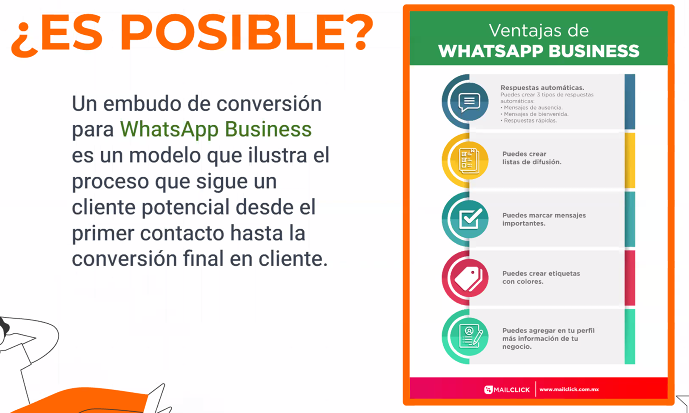 ¿ES POSIBLE?
Un embudo de conversión
para WhatsApp Business
es un modelo que ilustra el
proceso que sigue un
cliente potencial desde el
primer contacto hasta la
conversión final en cliente.
Ventajas de
WHATSAPP BUSINESS
Respuestas automáticas.
Puedes crear 3 tipos de respuestas
automáticas:
• Mensajes de ausencia
• Mensajes de bienvenida.
• Respuestas rápidos.
Puedes crear
listas de difusión.
Puedes marcar mensajes
importantes.
Puedes crear etiquetas
con colores.
Puedes agregar en tu perfil
más información de tu
negocio.
MAILCLICK
www.mailclick.com.mx